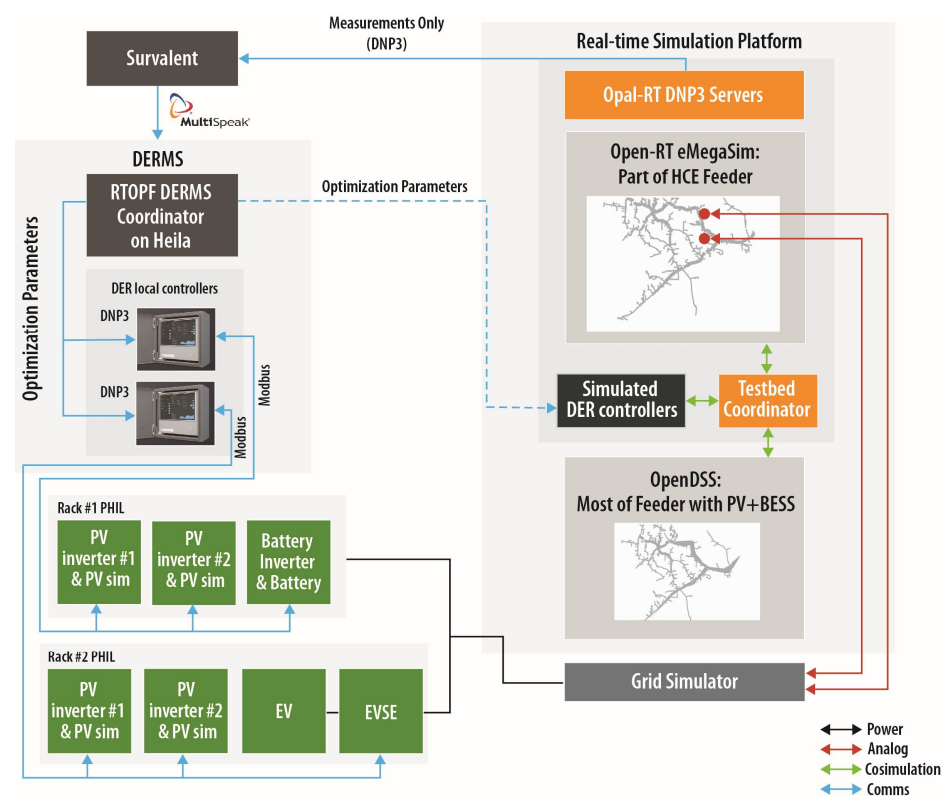 Measurements Only
(DNP3)
Survalent
MultiSpeak®
Real-time Simulation Platform
Opal-RT DNP3 Servers
DERMS
RTOPF DERMS
Coordinator
on Heila
Optimization Parameters
Optimization Parameters
Open-RT eMegaSim:
Part of HCE Feeder
DER local controllers
DNP3
DNP3
Modbus
Modbus
Simulated
DER controllers
Testbed
Coordinator
OpenDSS:
Most of Feeder with PV+BESS
Rack #1 PHIL
PV
inverter #1
& PV sim
PV
inverter #2
& PV sim
Battery
Inverter
& Battery
Rack #2 PHIL
PV
inverter #1
& PV sim
PV
inverter #2
& PV sim
EV
EVSE
Grid Simulator
Power
Analog
Cosimulation
Comms